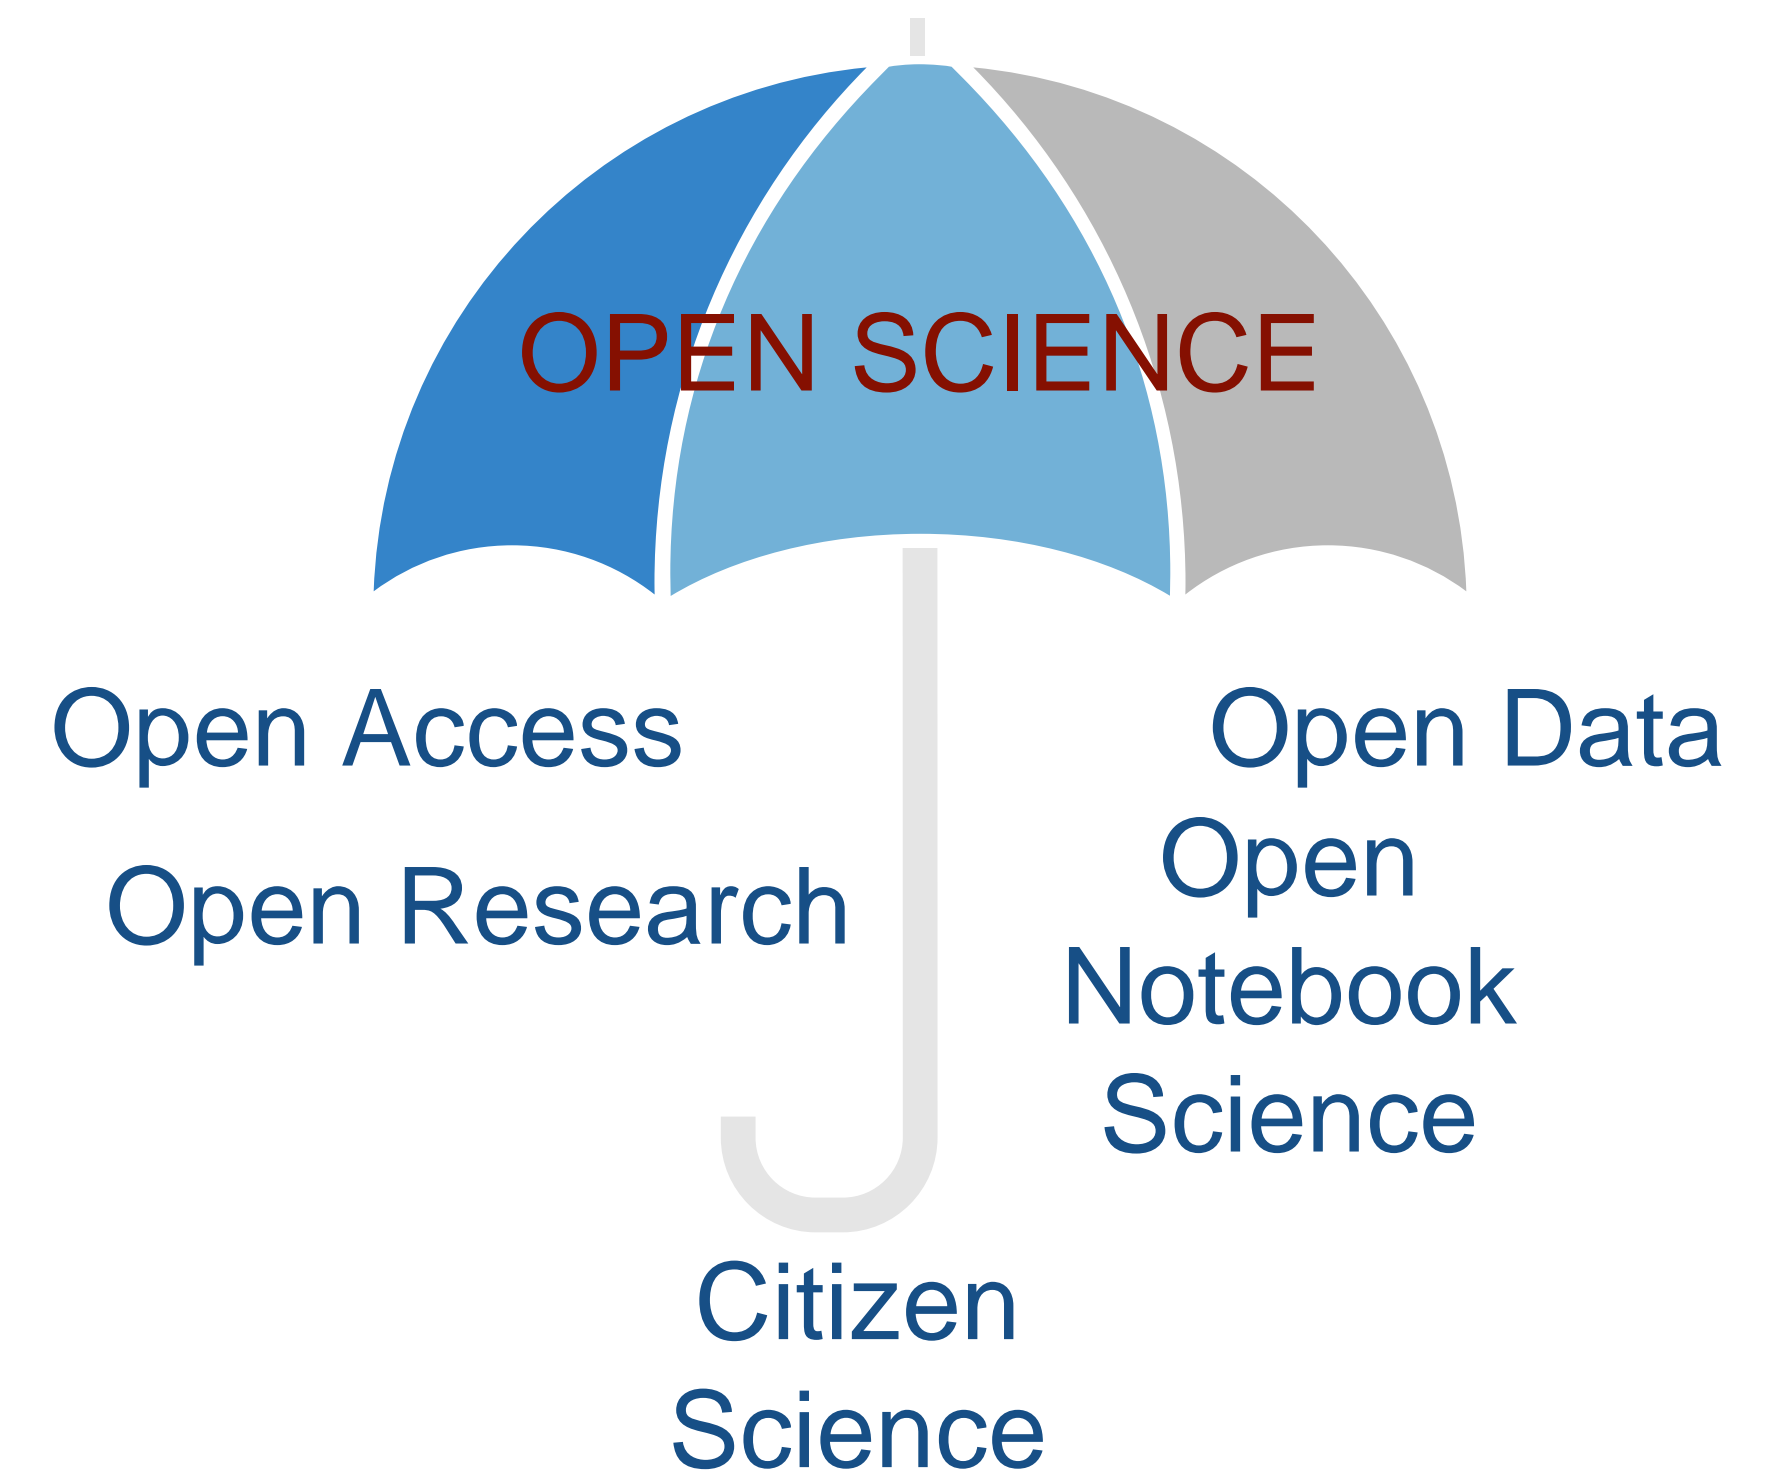 OPEN SCIENCE
Open Access
Open Research
Open Data
Open
Notebook
Science
Citizen
Science